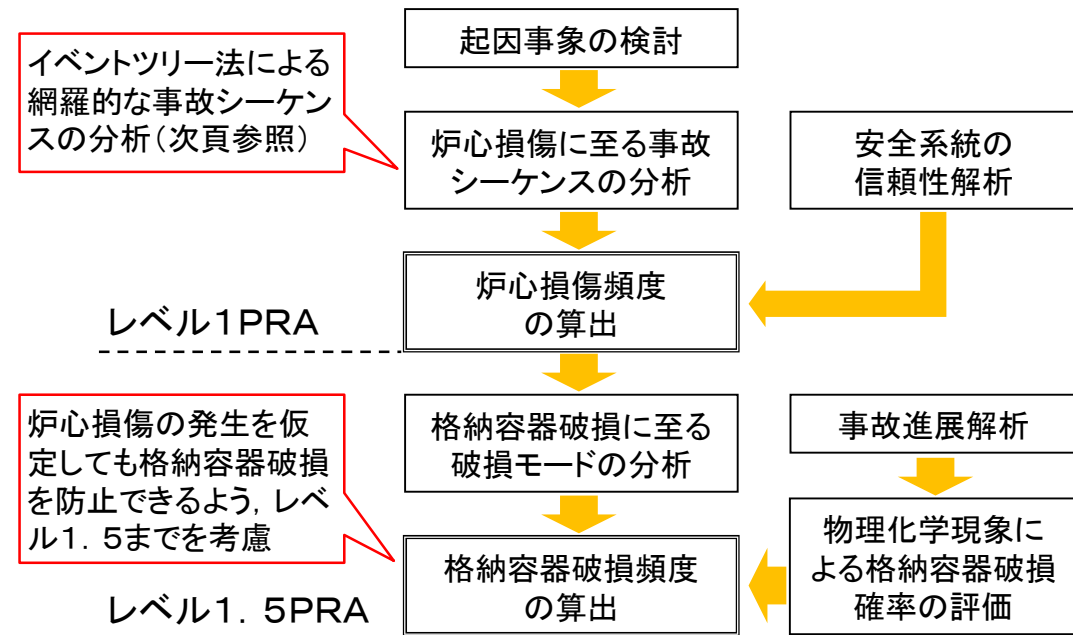 起因事象の検討
イベントツリー法による
網羅的な事故シーケン
スの分析（次頁参照）
炉心損傷に至る事故
シーケンスの分析
安全系統の
信頼性解析
炉心損傷頻度
の算出
レベル１PRA
炉心損傷の発生を仮
定しても格納容器破損
を防止できるよう，レベ
ル１．５までを考慮
格納容器破損に至る
破損モードの分析
事故進展解析
物理化学現象に
よる格納容器破損
確率の評価
格納容器破損頻度
の算出
レベル１．５PRA